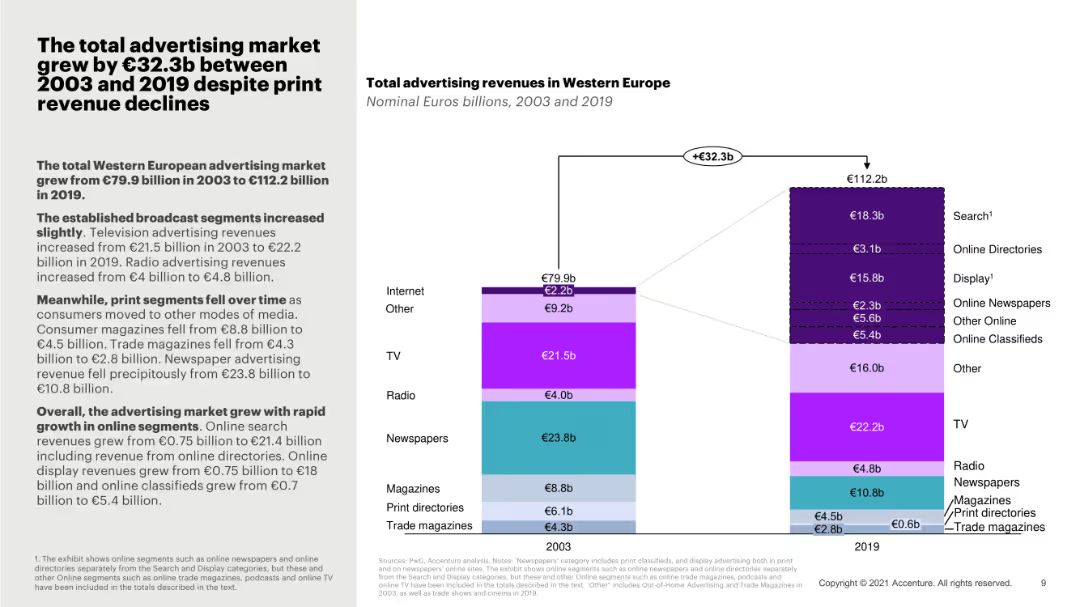 The total advertising market
grew by €32.3b between
2003 and 2019 despite print
revenue declines
The total Western European advertising market
grew from €79.9 billion in 2003 to €112.2 billion
in 2019.
The established broadcast segments increased
slightly. Television advertising revenues
increased from €21.5 billion in 2003 to €22.2
billion in 2019. Radio advertising revenues
increased from €4 billion to €4.8 billion.
Meanwhile, print segments fell over time as
consumers moved to other modes of media.
Consumer magazines fell from €8.8 billion to
€4.5 billion. Trade magazines fell from €4.3
billion to €2.8 billion. Newspaper advertising
revenue fell precipitously from €23.8 billion to
€10.8 billion.
Overall, the advertising market grew with rapid
growth in online segments. Online search
revenues grew from €0.75 billion to €21.4 billion
including revenue from online directories. Online
display revenues grew from €0.75 billion to €18
billion and online classifieds grew from €0.7
billion to €5.4 billion.
1. The exhibit shows online segments such as online newspapers and online
directories separately from the Search and Display categories, but these and
other Online segments such as online trade magazines, podcasts and online TV
have been included in the totals described in the text.
Total advertising revenues in Western Europe
Nominal Euros billions, 2003 and 2019
+€32.3b
€79.9b
Internet €2.2b
Other €9.2b
TV €21.5b
Radio €4.0b
Newspapers €23.8b
Magazines €8.8b
Print directories €6.1b
Trade magazines €4.3b
2003
€112.2b
€18.3b Search1
€3.1b Online Directories
€15.8b Display1
€2.3b Online Newspapers
€5.6b Other Online
€5.4b Online Classifieds
€16.0b Other
€22.2b TV
€4.8b Radio
€10.8b Newspapers
€4.5b Magazines
€0.6b Print directories
€2.8b Trade magazines
2019
Sources: PwC, Accenture analysis. Notes: 'Newspapers' category includes print classifieds, and display advertising both in print
and on newspapers' online sites. The exhibit shows online segments such as online newspapers and online directories separately
from the Search and Display categories, but these and other Online segments such as online trade magazines, podcasts and
online TV have been included in the totals described in the text. 'Other' includes Out-of-Home Advertising and Trade Magazines in
2003, as well as trade shows and cinema in 2019.
Copyright © 2021 Accenture. All rights reserved.
9